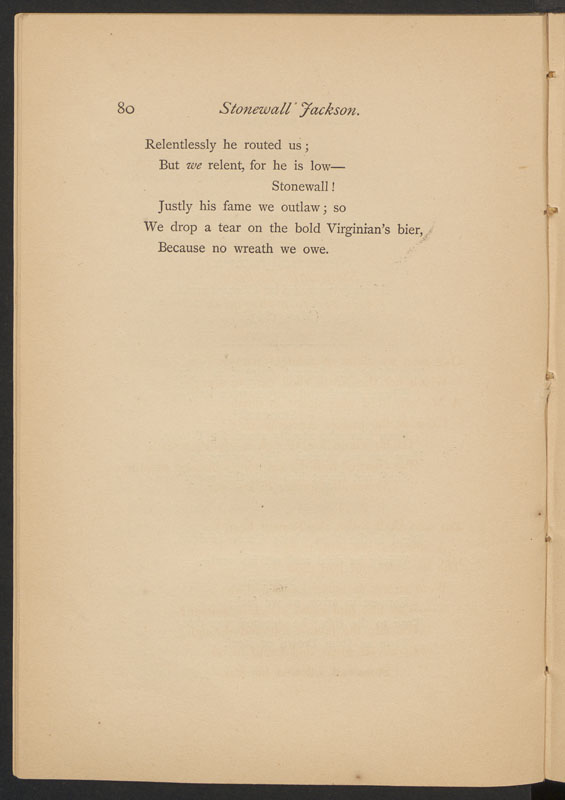 80 Stonewall Jackson.
Relentlessly he routed us;
But we relent, for he is low—
Stonewall!
Justly his fame we outlaw; so
We drop a tear on the bold Virginian's bier,
Because no wreath we owe.